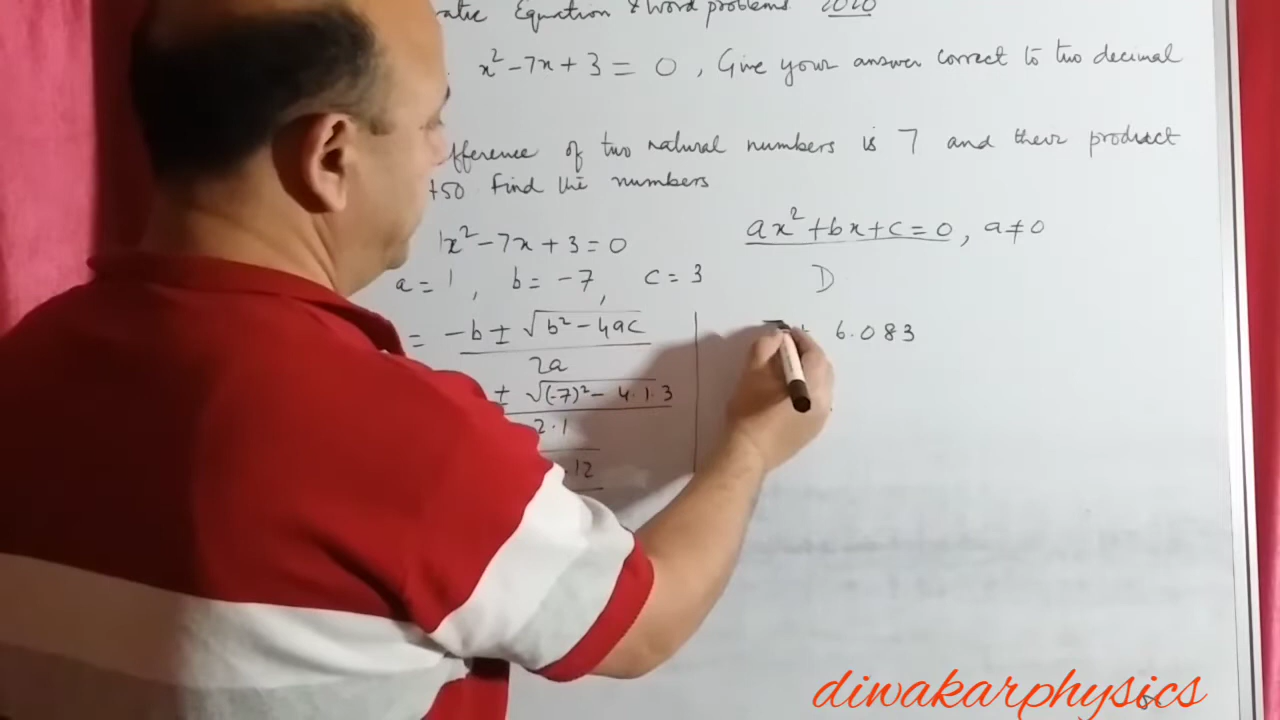 Equation & Word problems 2020
x² - 7x + 3 = 0 , Give your answer correct to two decimal
of two natural numbers is 7 and their product
50 Find the numbers
1x² - 7x + 3 = 0
ax² + bx + c = 0 , a ≠ 0
a = 1 , b = -7 , c = 3
D
= -b ± √b² - 4ac
2a
6.083
± √(-7)² - 4.1.3
2.1
12
diwakarphysics